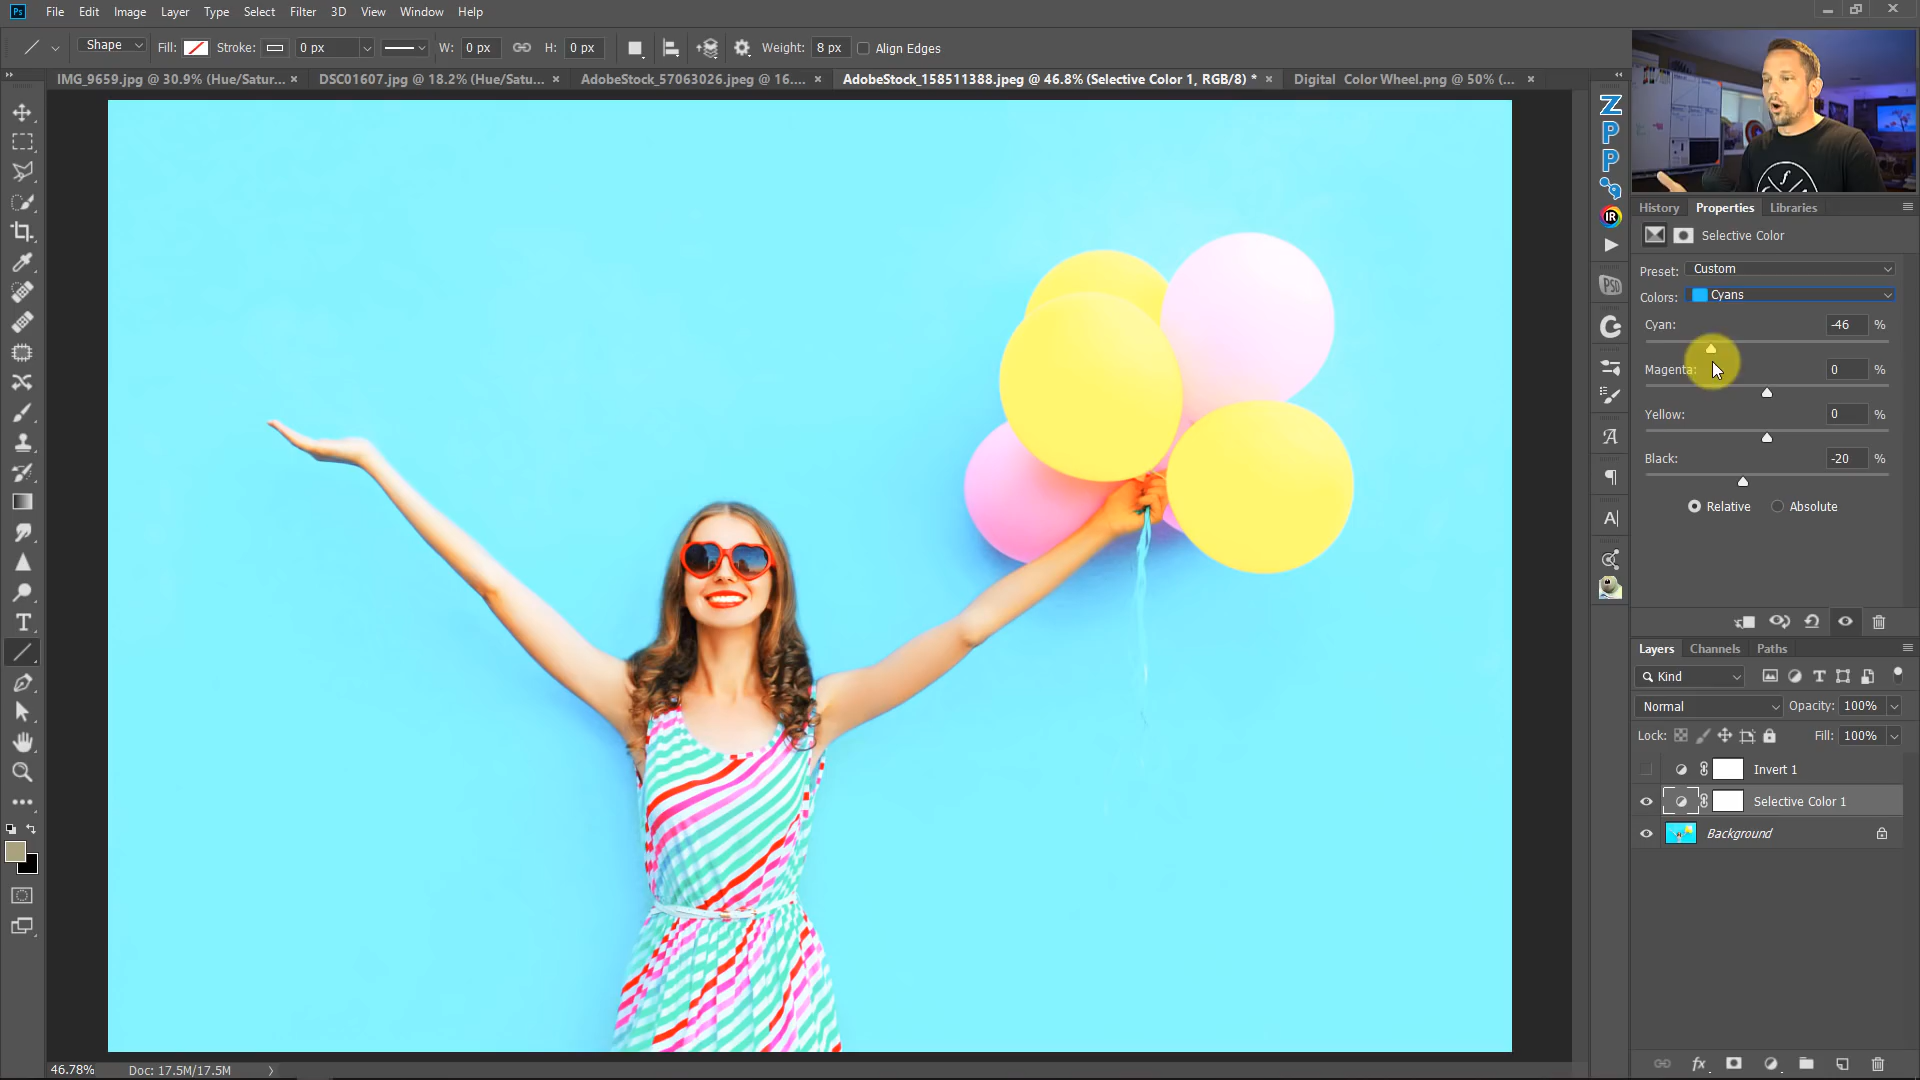 Ps File Edit Image Layer Type Select Filter 3D View Window Help
Shape Fill: Stroke: 0 px W: 0 px H: 0 px Weight: 8 px Align Edges
IMG_9659.jpg @ 30.9% (Hue/Satur... × DSC01607.jpg @ 18.2% (Hue/Satu... × AdobeStock_57063026.jpeg @ 16.... × AdobeStock_158511388.jpeg @ 46.8% (Selective Color 1, RGB/8) * × Digital Color Wheel.png @ 50% (... ×
History Properties Libraries
Selective Color
Preset: Custom
Colors: Cyans
Cyan: -46 %
Magenta: 0 %
Yellow: 0 %
Black: -20 %
Relative Absolute
Layers Channels Paths
Kind
Normal Opacity: 100%
Lock: Fill: 100%
Invert 1
Selective Color 1
Background
fx
46.78% Doc: 17.5M/17.5M